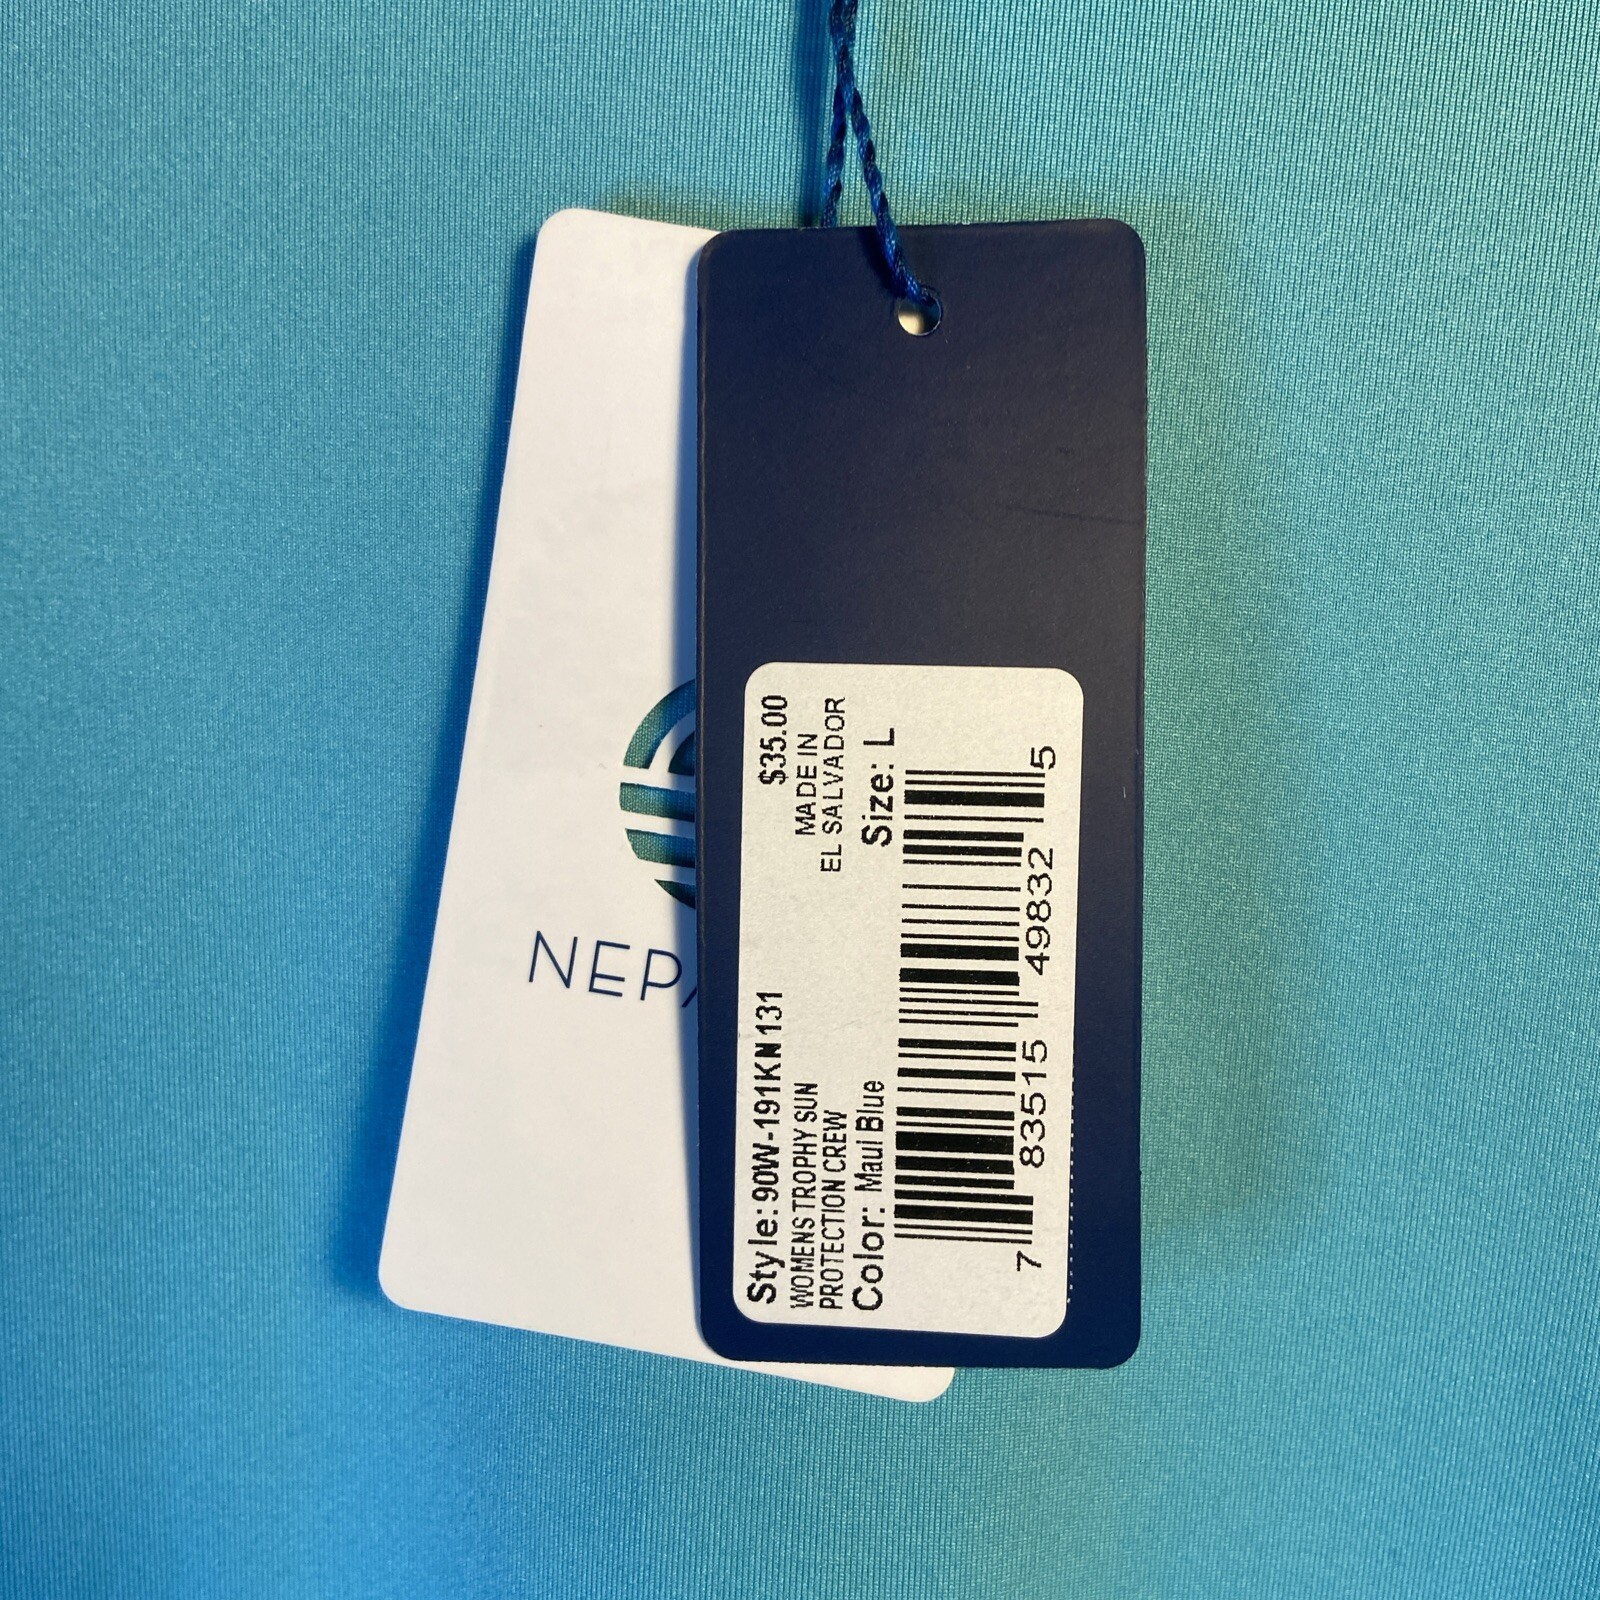 NEPA
Style: 90W-191KN131
$35.00
WOMENS TROPHY SUN
PROTECTION CREW
MADE IN
EL SALVADOR
Color: Maui Blue
Size: L
7 83515 49832 5